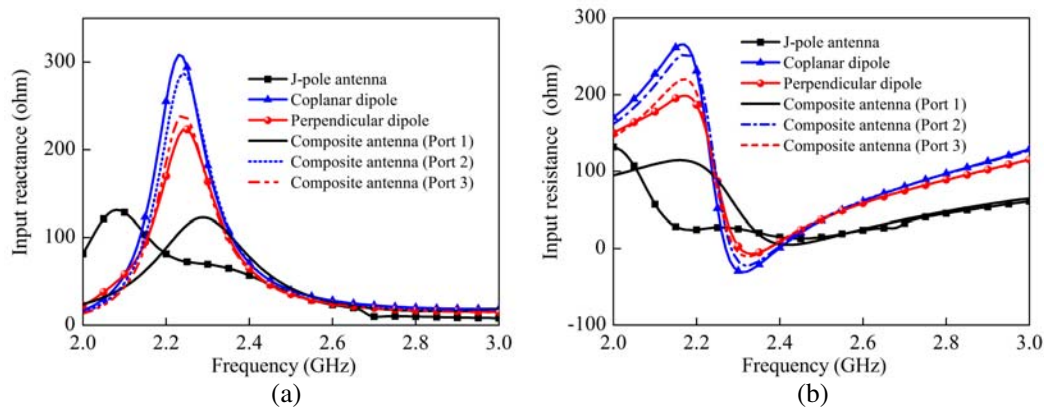 Input reactance (ohm)
300
200
100
0
2.0
2.2
2.4
2.6
2.8
3.0
Frequency (GHz)
J-pole antenna
Coplanar dipole
Perpendicular dipole
Composite antenna (Port 1)
Composite antenna (Port 2)
Composite antenna (Port 3)
(a)
Input resistance (ohm)
300
200
100
0
-100
2.0
2.2
2.4
2.6
2.8
3.0
Frequency (GHz)
J-pole antenna
Coplanar dipole
Perpendicular dipole
Composite antenna (Port 1)
Composite antenna (Port 2)
Composite antenna (Port 3)
(b)